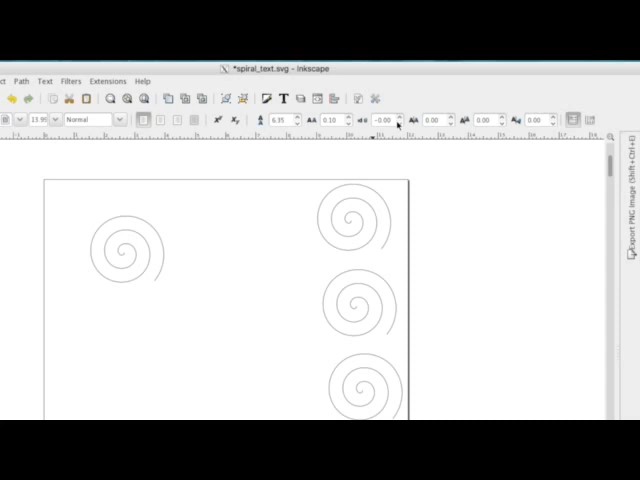 *spiral_text.svg - Inkscape
ct Path Text Filters Extensions Help
13.95 Normal 6.35 0.10 -0.00 0.00 0.00 0.00
Export PNG Image (Shift+Ctrl+E)